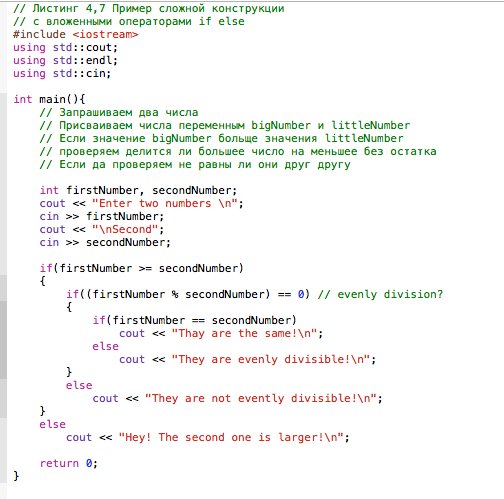 // Листинг 4,7 Пример сложной конструкции
// с вложенными операторами if else
#include <iostream>
using std::cout;
using std::endl;
using std::cin;

int main(){
    // Запрашиваем два числа
    // Присваиваем числа переменным bigNumber и littleNumber
    // Если значение bigNumber больще значения littleNumber
    // проверяем делится ли большее число на меньшее без остатка
    // Если да проверяем не равны ли они друг другу

    int firstNumber, secondNumber;
    cout << "Enter two numbers \n";
    cin >> firstNumber;
    cout << "\nSecond";
    cin >> secondNumber;

    if(firstNumber >= secondNumber)
    {
        if((firstNumber % secondNumber) == 0) // evenly division?
        {
            if(firstNumber == secondNumber)
                cout << "Thay are the same!\n";
            else
                cout << "They are evenly divisible!\n";
        }
        else
            cout << "They are not evently divisible!\n";
    }
    else
        cout << "Hey! The second one is larger!\n";

    return 0;
}